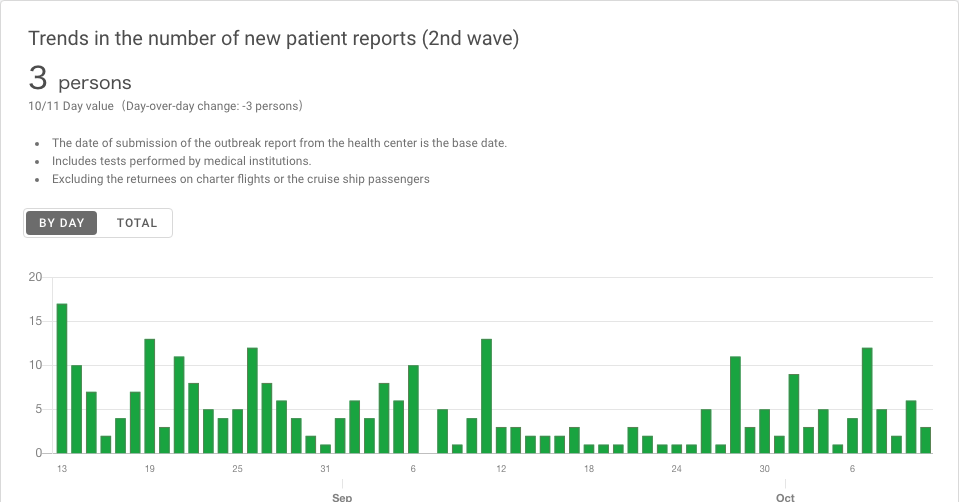 Trends in the number of new patient reports (2nd wave)
3 persons
10/11 Day value（Day-over-day change: -3 persons）
The date of submission of the outbreak report from the health center is the base date.
Includes tests performed by medical institutions.
Excluding the returnees on charter flights or the cruise ship passengers
BY DAY TOTAL
20
15
10
5
0
13 19 25 31 6 12 18 24 30 6
Sep Oct